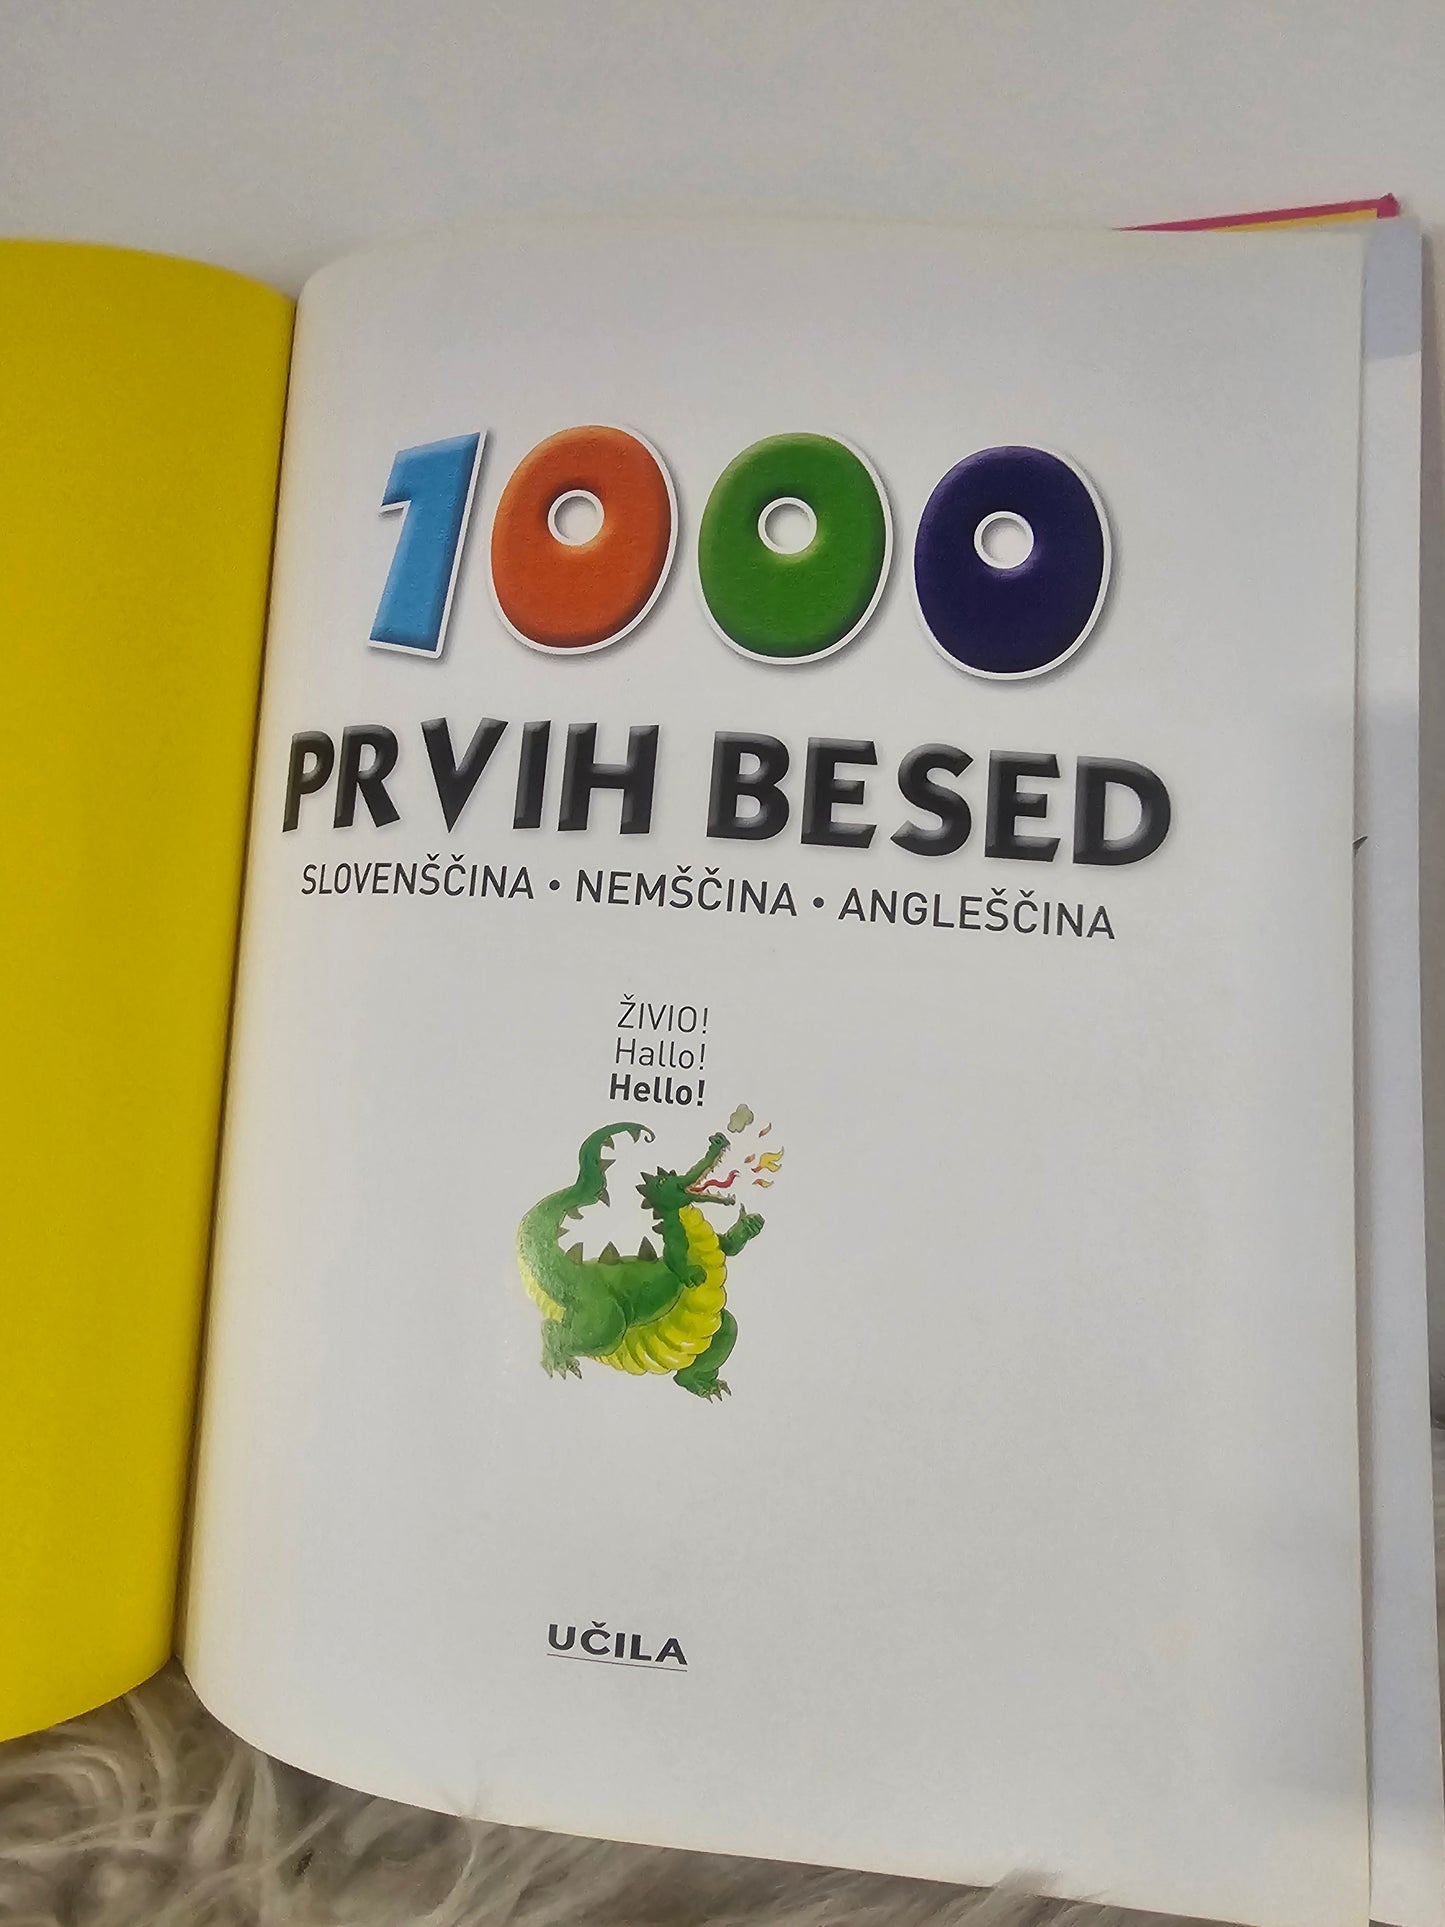 1000
PRVIH BESED
SLOVENŠČINA • NEMŠČINA • ANGLEŠČINA
ŽIVIO!
Hallo!
Hello!
UČILA